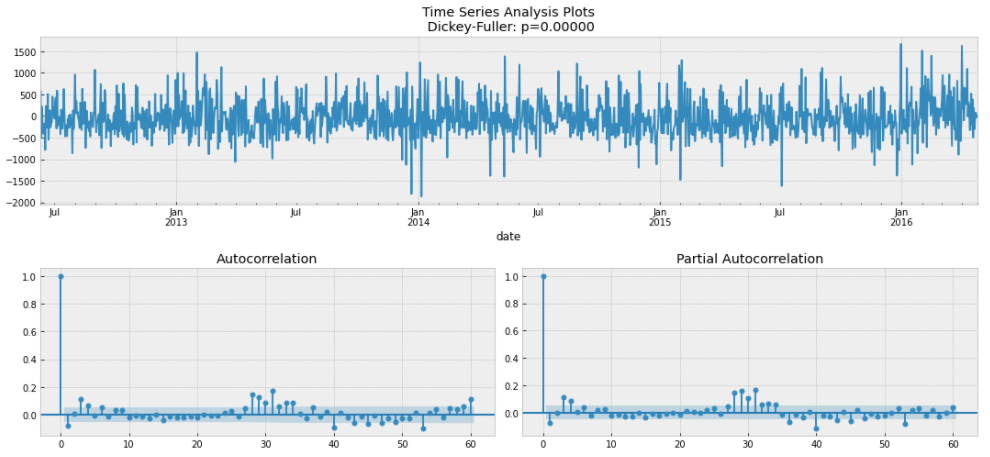 Time Series Analysis Plots
Dickey-Fuller: p=0.00000
1500
1000
500
0
−500
−1000
−1500
−2000
Jul
Jan
2013
Jul
Jan
2014
Jul
Jan
2015
Jul
Jan
2016
date
Autocorrelation
1.0
0.8
0.6
0.4
0.2
0.0
0
10
20
30
40
50
60
Partial Autocorrelation
1.0
0.8
0.6
0.4
0.2
0.0
0
10
20
30
40
50
60